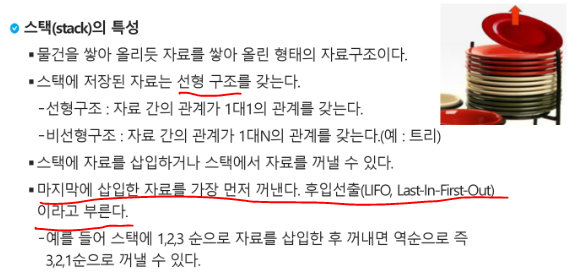 스택(stack)의 특성
▪물건을 쌓아 올리듯 자료를 쌓아 올린 형태의 자료구조이다.
▪스택에 저장된 자료는 선형 구조를 갖는다.
-선형구조 : 자료 간의 관계가 1대1의 관계를 갖는다.
-비선형구조 : 자료 간의 관계가 1대N의 관계를 갖는다.(예 : 트리)
▪스택에 자료를 삽입하거나 스택에서 자료를 꺼낼 수 있다.
▪마지막에 삽입한 자료를 가장 먼저 꺼낸다. 후입선출(LIFO, Last-In-First-Out)
이라고 부른다.
-예를 들어 스택에 1,2,3 순으로 자료를 삽입한 후 꺼내면 역순으로 즉
3,2,1순으로 꺼낼 수 있다.